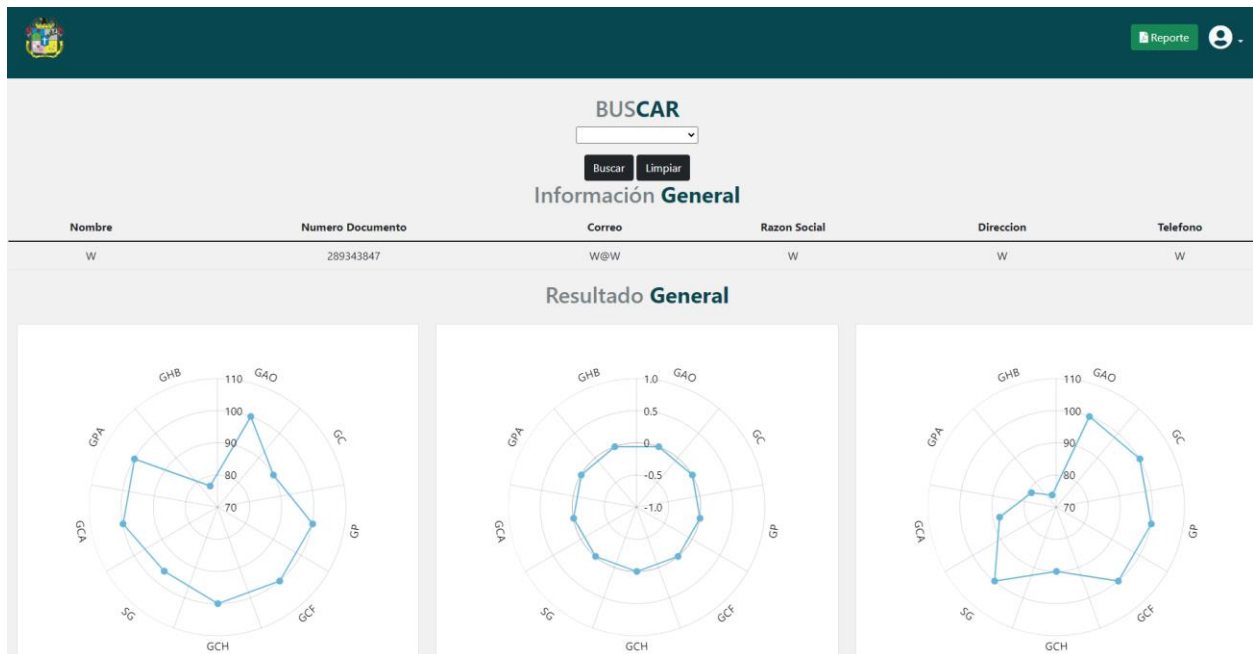 Reporte
BUSCAR
Buscar Limpiar
Información General
Nombre Numero Documento Correo Razon Social Direccion Telefono
W 289343847 W@W W W W
Resultado General
GHB 110 GAO
100
GPA 90 GC
80
70
GCA GP
SG GCF
GCH
GHB 1.0 GAO
0.5
GPA 0 GC
-0.5
-1.0
GCA GP
SG GCF
GCH
GHB 110 GAO
100
GPA 90 GC
80
70
GCA GP
SG GCF
GCH